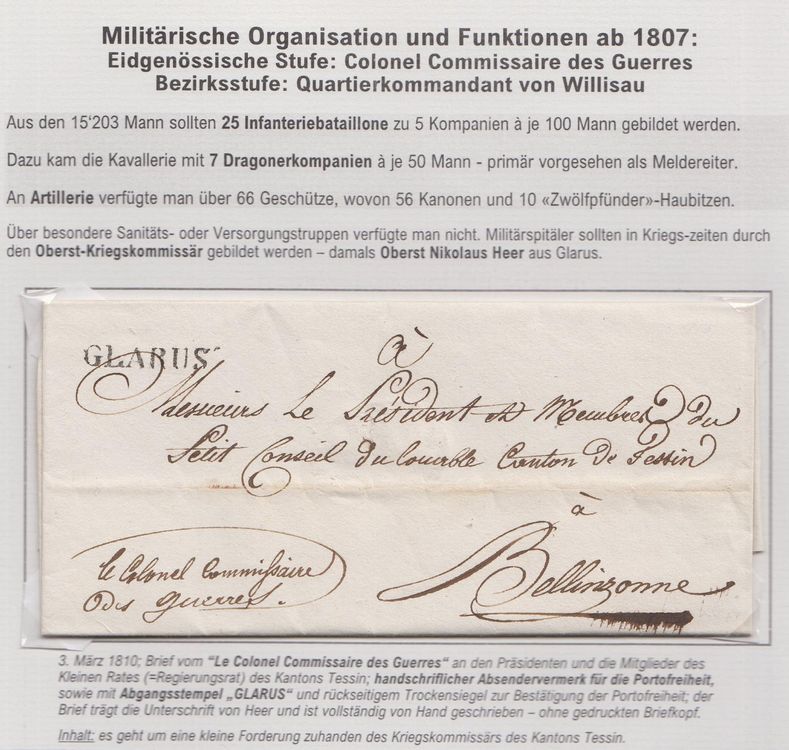 Militärische Organisation und Funktionen ab 1807:
Eidgenössische Stufe: Colonel Commissaire des Guerres
Bezirksstufe: Quartierkommandant von Willisau
Aus den 15‘203 Mann sollten 25 Infanteriebataillone zu 5 Kompanien à je 100 Mann gebildet werden.
Dazu kam die Kavallerie mit 7 Dragonerkompanien à je 50 Mann - primär vorgesehen als Meldereiter.
An Artillerie verfügte man über 66 Geschütze, wovon 56 Kanonen und 10 «Zwölfpfünder»-Haubitzen.
Über besondere Sanitäts- oder Versorgungstruppen verfügte man nicht. Militärspitäler sollten in Kriegs-zeiten durch
den Oberst-Kriegskommissär gebildet werden – damals Oberst Nikolaus Heer aus Glarus.
GLARUS
à
Messieurs Le Président & Membres du
Petit Conseil du louable Canton De Tessin
à
Bellinzonne
le Colonel Commissaire
des guerres.
3. März 1810; Brief vom "Le Colonel Commissaire des Guerres" an den Präsidenten und die Mitglieder des
Kleinen Rates (=Regierungsrat) des Kantons Tessin; handschriflicher Absendervermerk für die Portofreiheit,
sowie mit Abgangsstempel „GLARUS" und rückseitigem Trockensiegel zur Bestätigung der Portofreiheit; der
Brief trägt die Unterschrift von Heer und ist vollständig von Hand geschrieben – ohne gedruckten Briefkopf.
Inhalt: es geht um eine kleine Forderung zuhanden des Kriegskommissärs des Kantons Tessin.